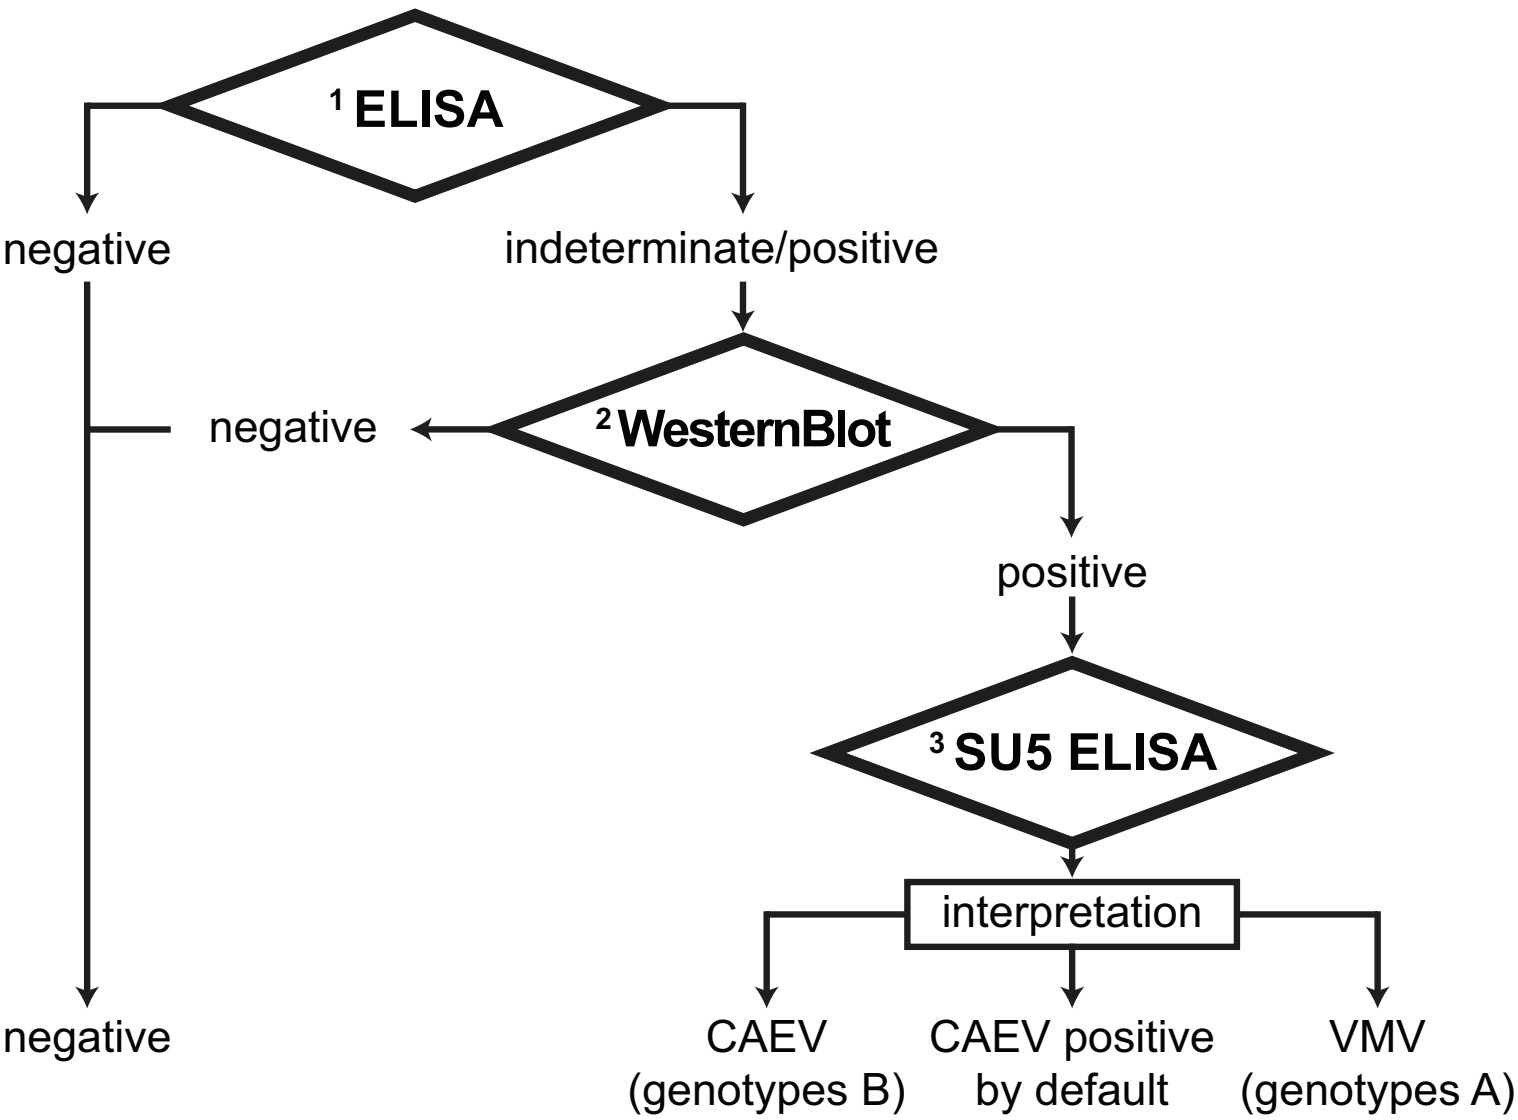 1 ELISA
negative
indeterminate/positive
negative
2 WesternBlot
positive
3 SU5 ELISA
interpretation
negative
CAEV
(genotypes B)
CAEV positive
by default
VMV
(genotypes A)